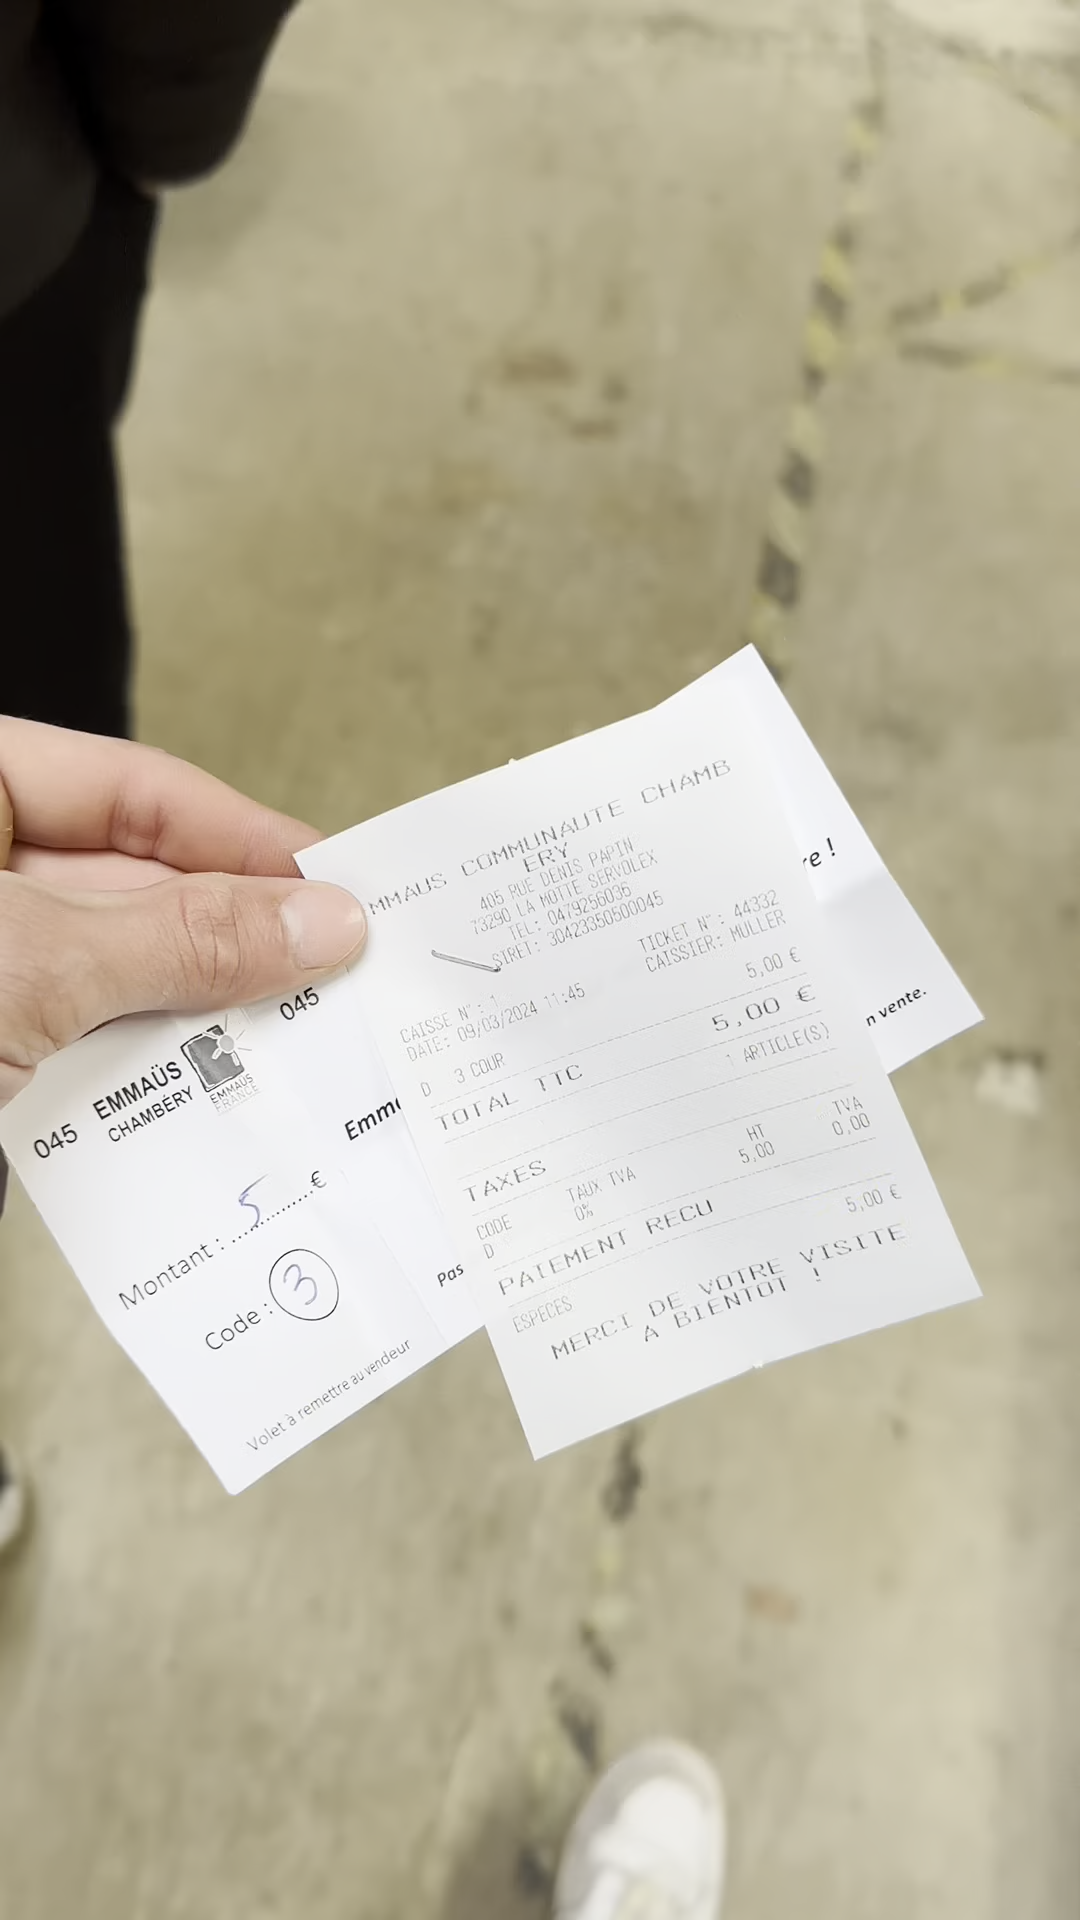 MMAUS COMMUNAUTE CHAMB
ERY
405 RUE DENIS PAPIN
73290 LA MOTTE SERVOLEX
TEL: 0479256036
SIRET: 30423350500045
TICKET N°: 44332
CAISSIER: MULLER
CAISSE N°: 1
DATE: 09/03/2024 11:45
D 3 COUR 5,00 €
TOTAL TTC 5,00 €
1 ARTICLE(S)
TAXES
CODE TAUX TVA HT TVA
D 0% 5,00 0,00
PAIEMENT RECU
ESPECES 5,00 €
MERCI DE VOTRE VISITE
A BIENTOT !
045 EMMAÜS
CHAMBÉRY
EMMAÜS
FRANCE
045
Montant : 5 €
Code : 3
Volet à remettre au vendeur
Emm
re !
Pas
n vente.